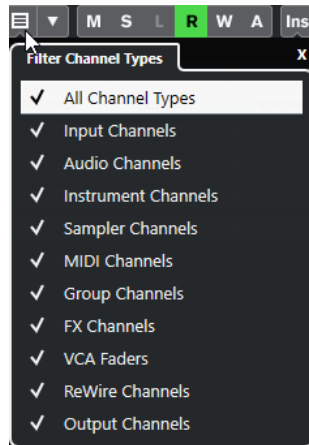 M S L R W A Ins
Filter Channel Types X
✓ All Channel Types
✓ Input Channels
✓ Audio Channels
✓ Instrument Channels
✓ Sampler Channels
✓ MIDI Channels
✓ Group Channels
✓ FX Channels
✓ VCA Faders
✓ ReWire Channels
✓ Output Channels